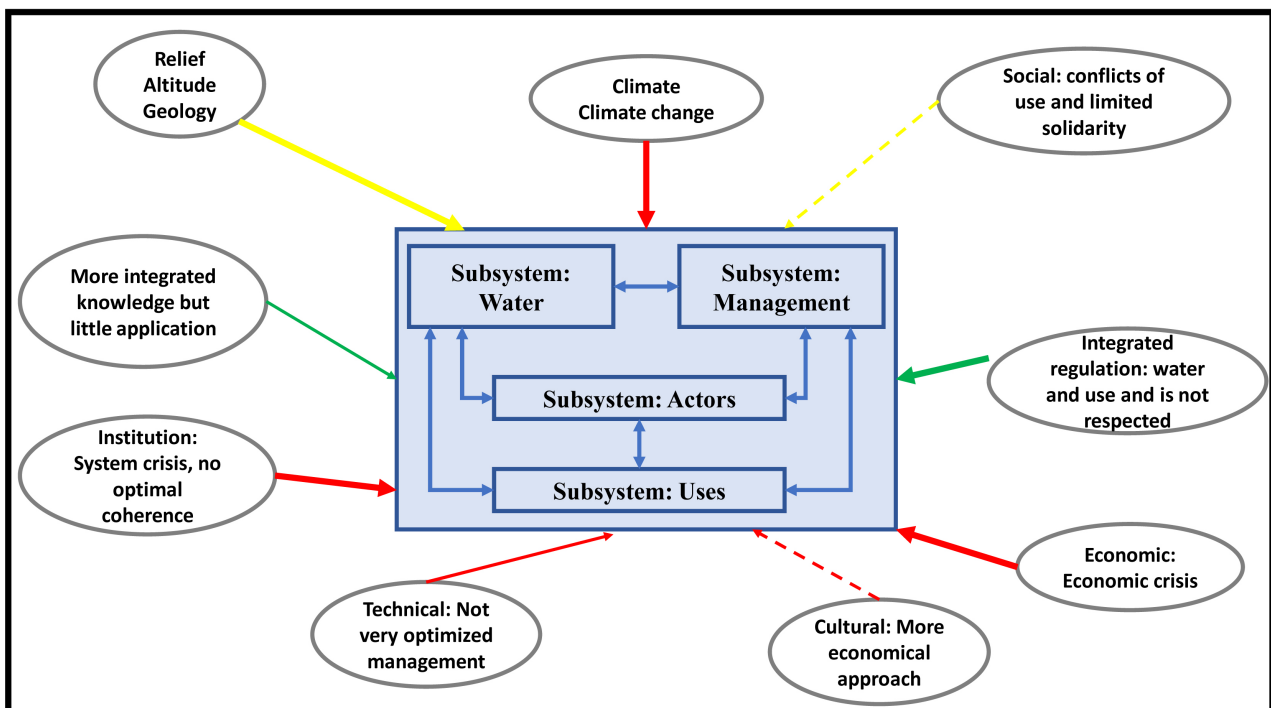 Relief
Altitude
Geology
Climate
Climate change
Social: conflicts of
use and limited
solidarity
More integrated
knowledge but
little application
Subsystem:
Water
Subsystem:
Management
Subsystem: Actors
Subsystem: Uses
Integrated
regulation: water
and use and is not
respected
Institution:
System crisis, no
optimal
coherence
Economic:
Economic crisis
Technical: Not
very optimized
management
Cultural: More
economical
approach